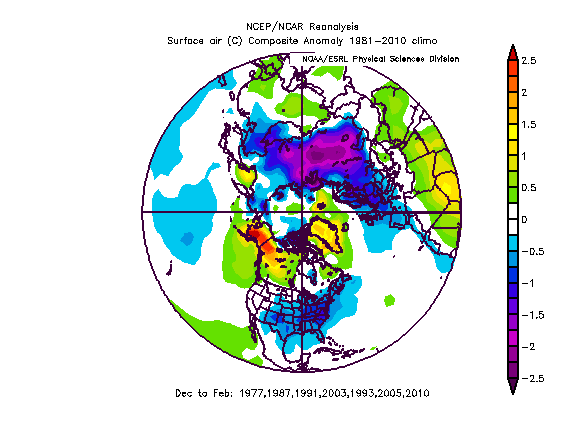 NCEP/NCAR Reanalysis
Surface air (C) Composite Anomaly 1981-2010 climo
NOAA/ESRL Physical Sciences Division
2.5
2
1.5
1
0.5
0
-0.5
-1
-1.5
-2
-2.5
Dec to Feb: 1977,1987,1991,2003,1993,2005,2010